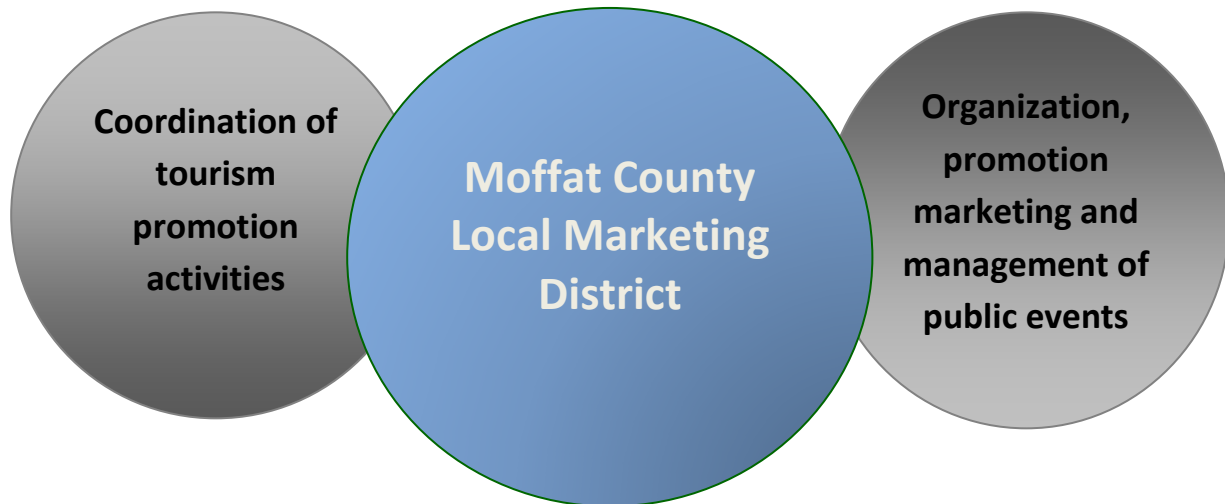 Coordination of
tourism
promotion
activities
Moffat County
Local Marketing
District
Organization,
promotion
marketing and
management of
public events